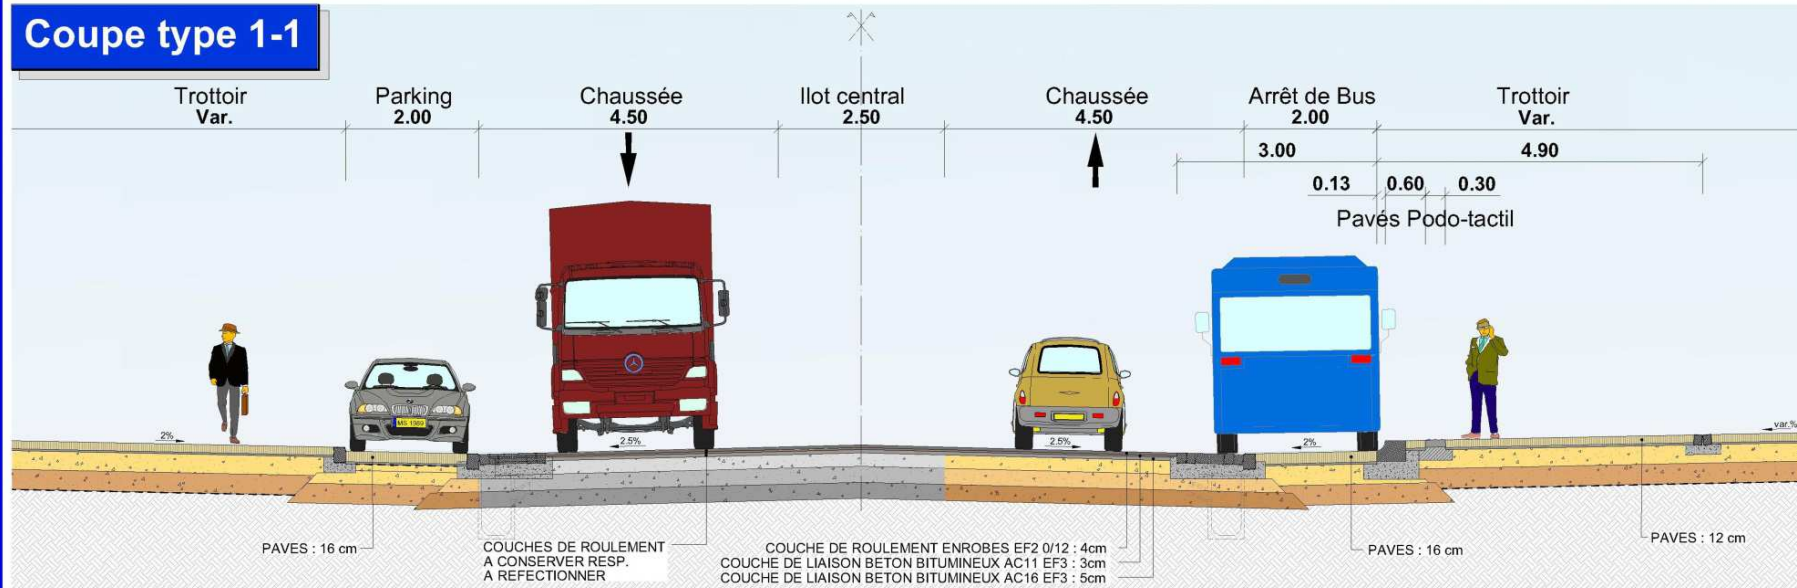 Coupe type 1-1
Trottoir
Var.
Parking
2.00
Chaussée
4.50
Ilot central
2.50
Chaussée
4.50
Arrêt de Bus
2.00
Trottoir
Var.
3.00
4.90
0.13
0.60
0.30
Pavés Podo-tactil
2%
MS 1369
2.5%
2.5%
2%
var.%
PAVES : 16 cm
COUCHES DE ROULEMENT
A CONSERVER RESP.
A REFECTIONNER
COUCHE DE ROULEMENT ENROBES EF2 0/12 : 4cm
COUCHE DE LIAISON BETON BITUMINEUX AC11 EF3 : 3cm
COUCHE DE LIAISON BETON BITUMINEUX AC16 EF3 : 5cm
PAVES : 16 cm
PAVES : 12 cm